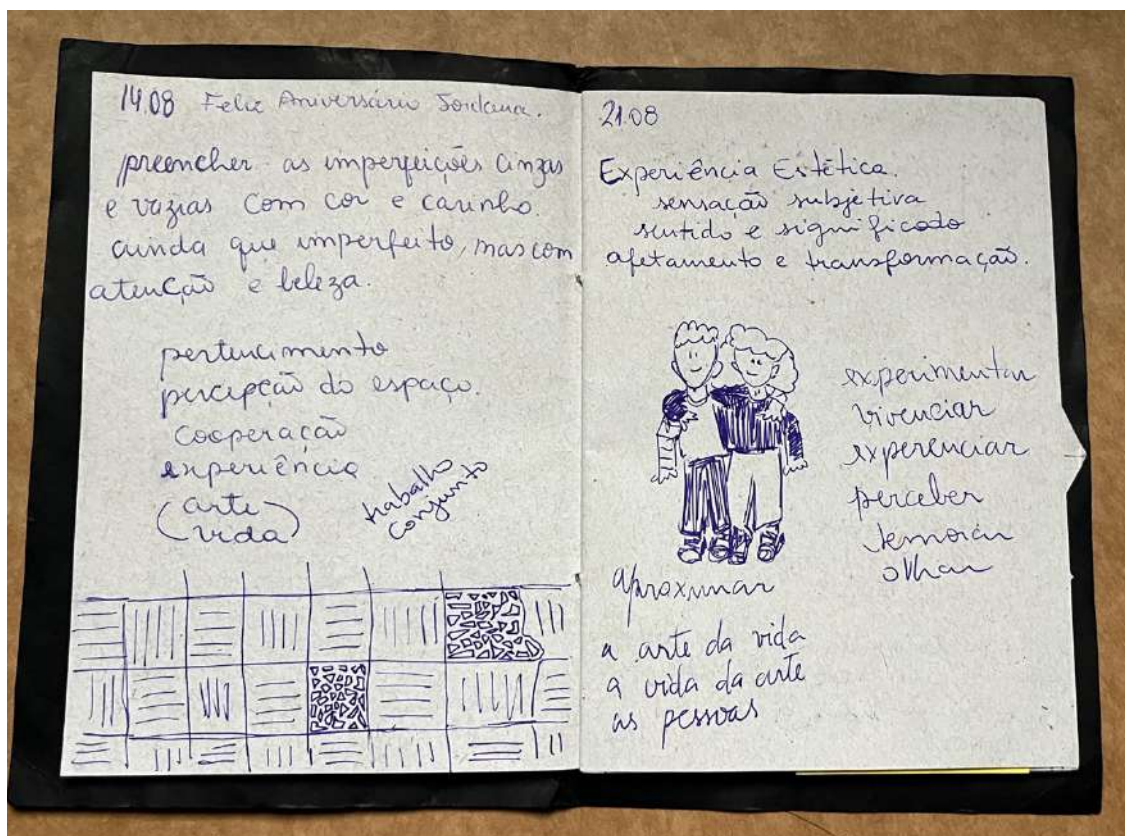 14.08 Feliz Aniversário Jordana.
preencher as imperfeições cinzas
e vazias com cor e carinho.
ainda que imperfeito, mas com
atenção e beleza.
pertencimento
percepção do espaço.
cooperação
experiência
(arte
vida)
trabalho
conjunto
21.08
Experiência Estética.
sensação subjetiva
sentido e significado
afetamento e transformação.
experimentar
vivenciar
experenciar
perceber
olhar
aproximar
a arte da vida
a vida da arte
as pessoas